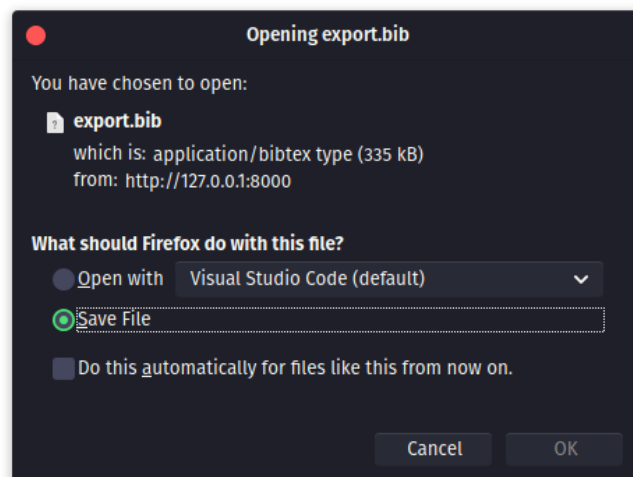 Opening export.bib
You have chosen to open:
?
export.bib
which is: application/bibtex type (335 kB)
from: http://127.0.0.1:8000
What should Firefox do with this file?
Open with Visual Studio Code (default)
Save File
Do this automatically for files like this from now on.
Cancel OK